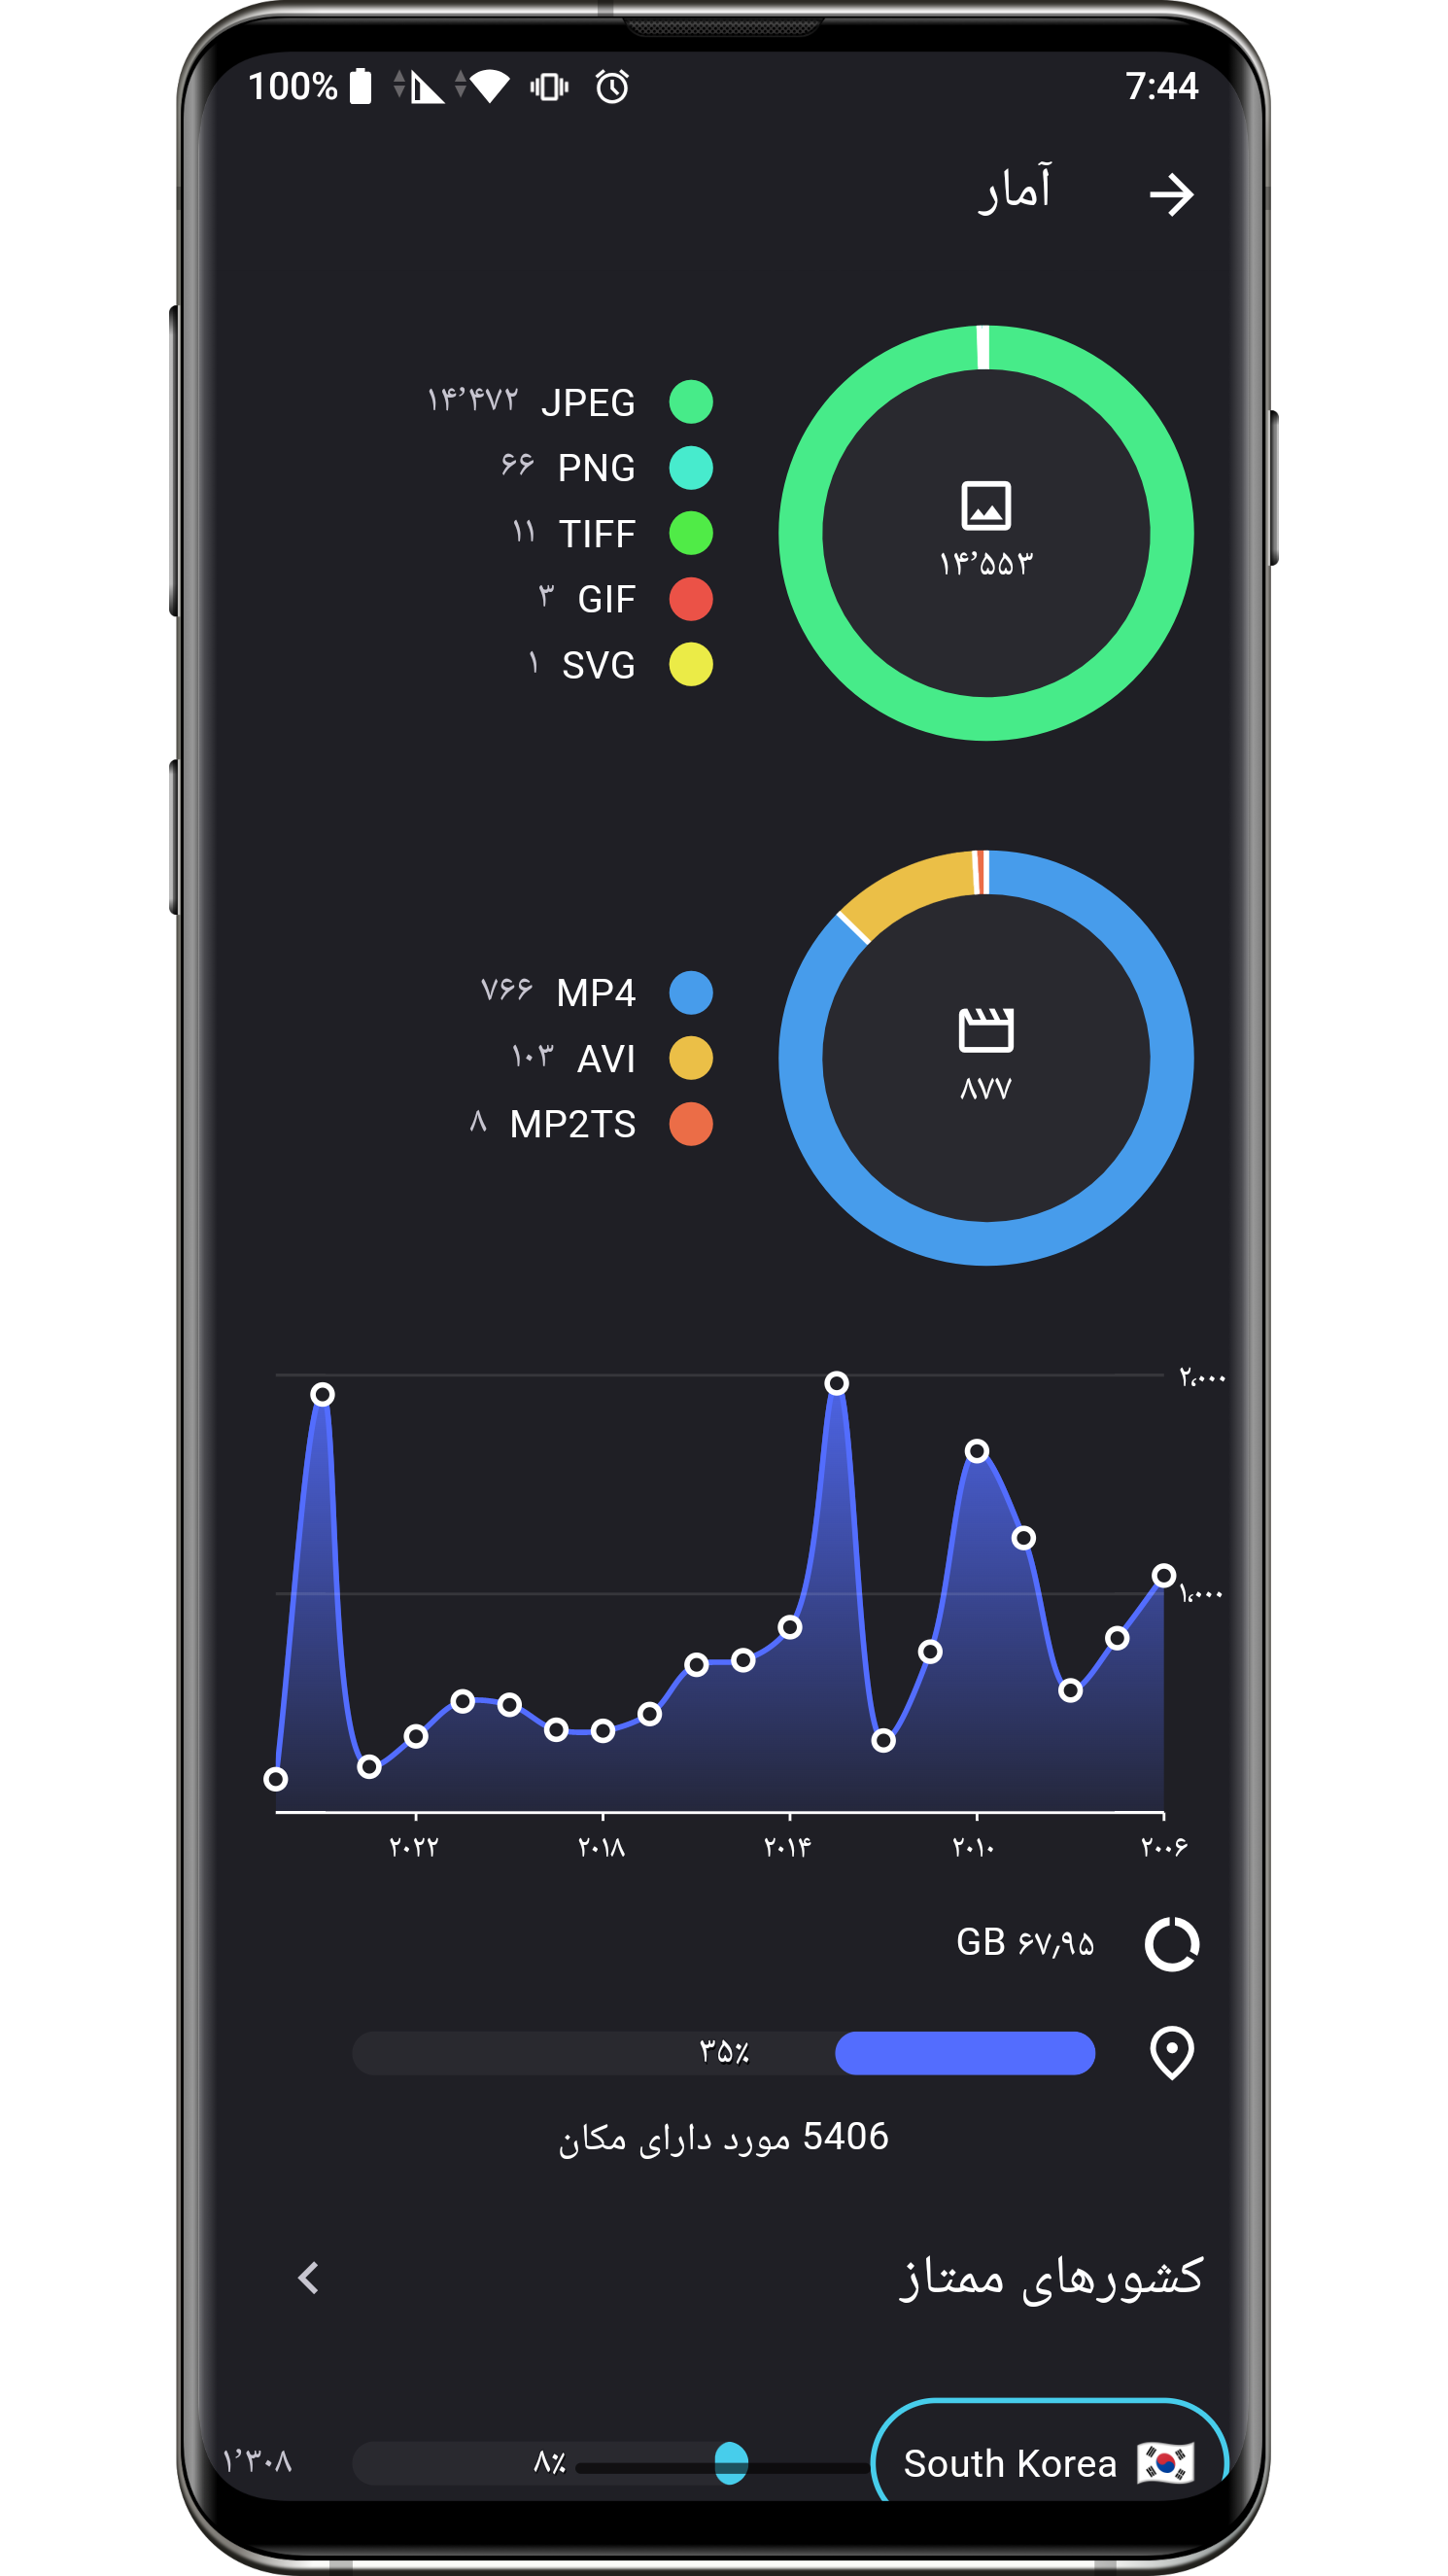 100% 7:44
آمار
JPEG ۱۴٬۴۷۲
PNG ۶۶
TIFF ۱۱
GIF ۳
SVG ۱
۱۴٬۵۵۳
MP4 ۷۶۶
AVI ۱۰۳
MP2TS ۸
۸۷۷
۲،۰۰۰
۱،۰۰۰
۲۰۰۶ ۲۰۱۰ ۲۰۱۴ ۲۰۱۸ ۲۰۲۲
۶۷٫۹۵ GB
۳۵٪
5406 مورد دارای مکان
کشورهای ممتاز
South Korea ۸٪ ۱٬۳۰۸